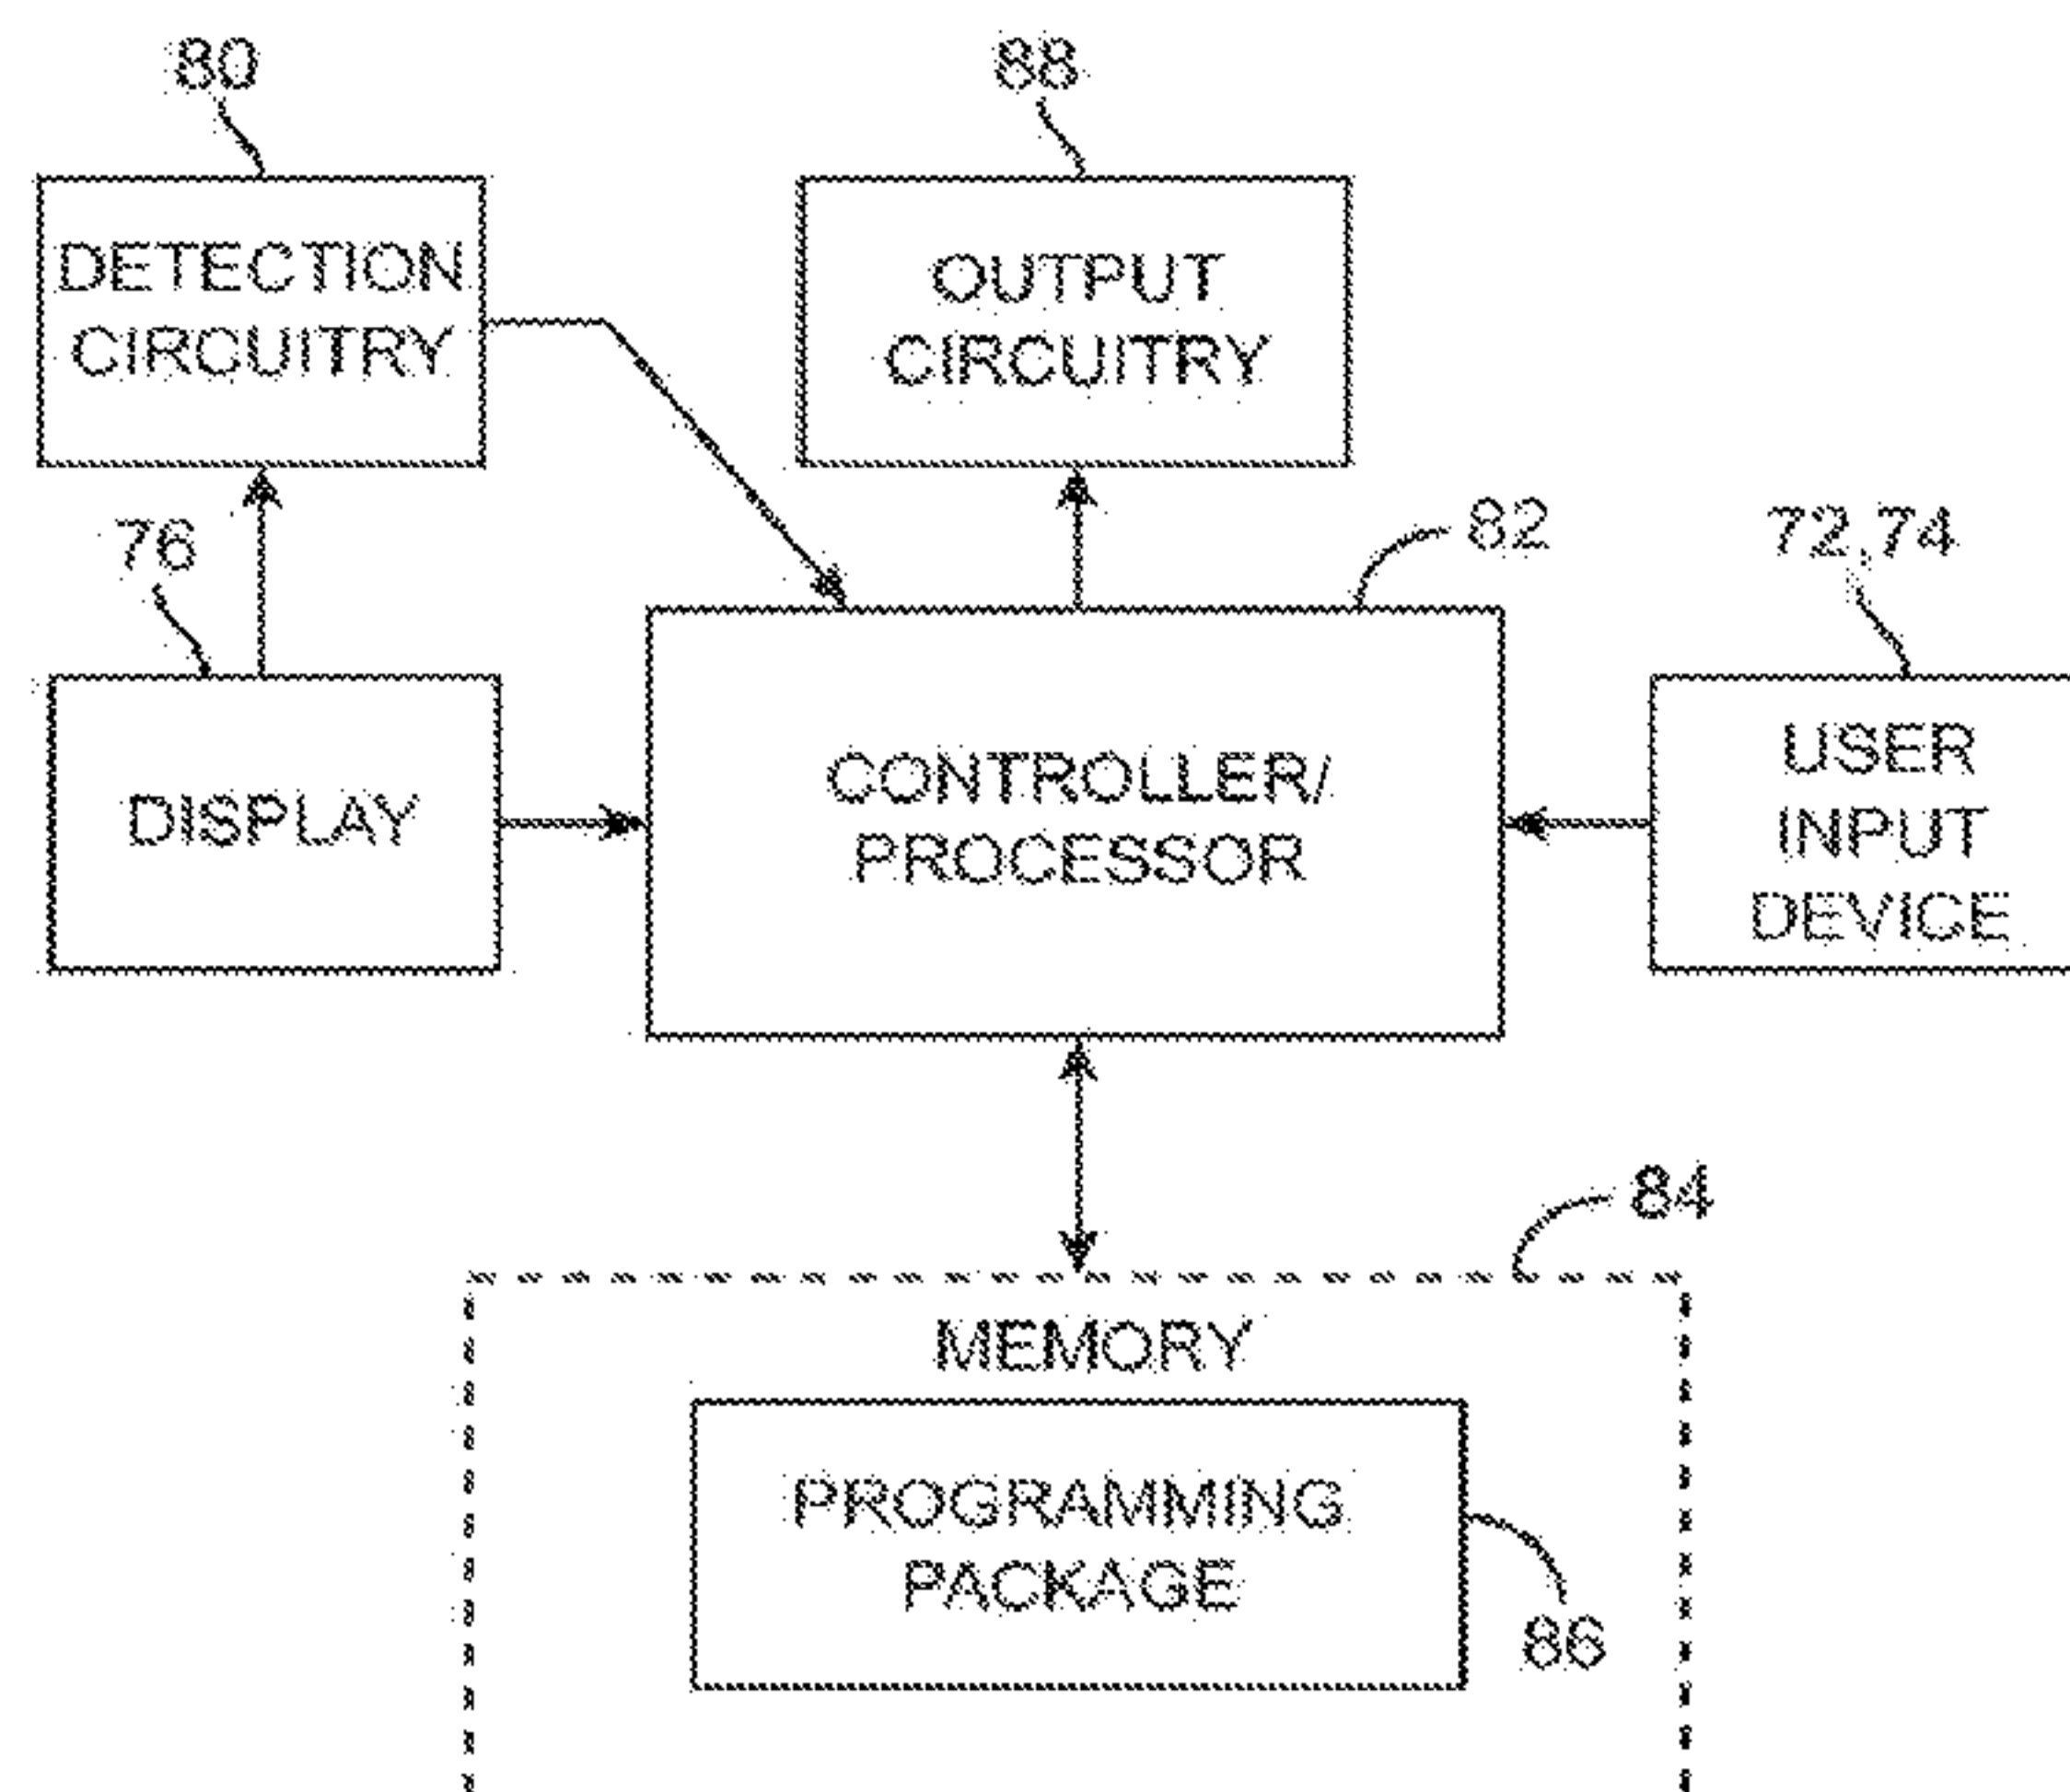 80
88
DETECTION
CIRCUITRY
OUTPUT
CIRCUITRY
76
82
72,74
DISPLAY
CONTROLLER/
PROCESSOR
USER
INPUT
DEVICE
84
MEMORY
PROGRAMMING
PACKAGE
86